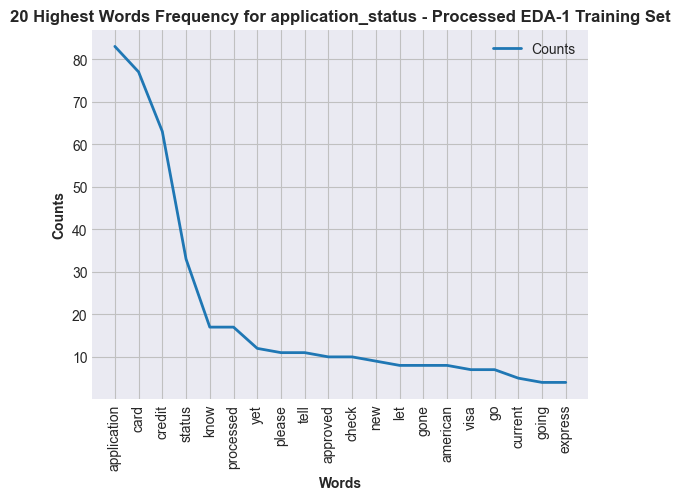 20 Highest Words Frequency for application_status - Processed EDA-1 Training Set
Counts
80
70
60
50
40
30
20
10
Counts
application
card
credit
status
know
processed
yet
please
tell
approved
check
new
let
gone
american
visa
go
current
going
express
Words